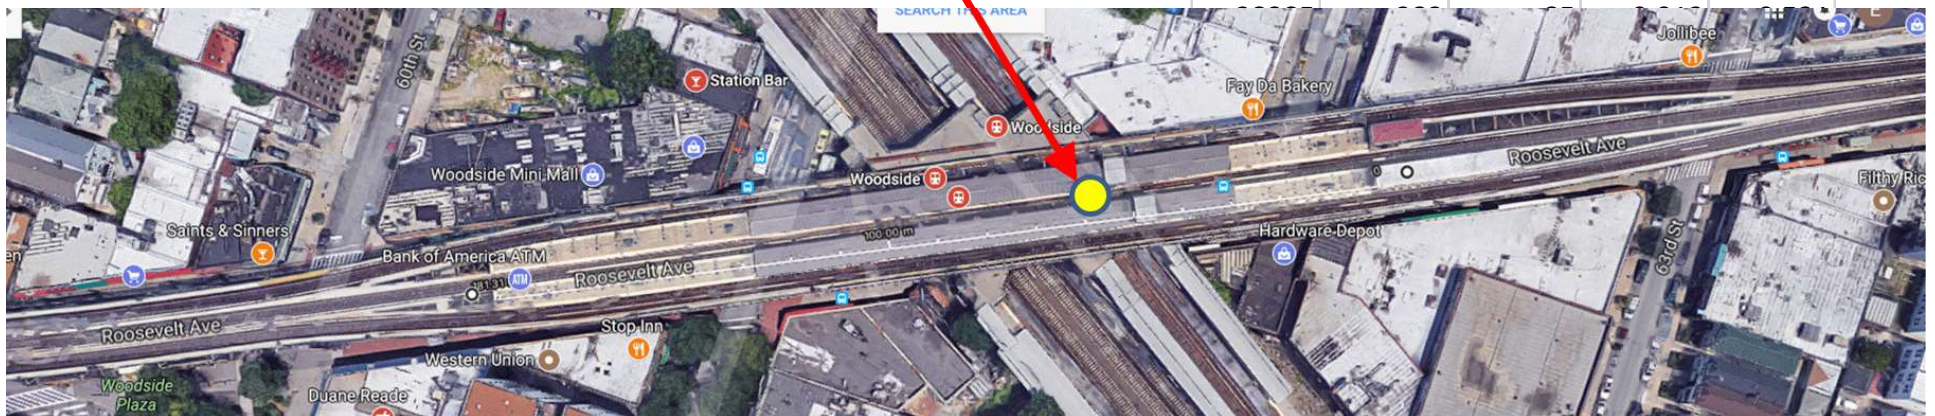 SEARCH THIS AREA
Jollibee
60th St
Station Bar
Fay Da Bakery
Woodside
Roosevelt Ave
Woodside Mini Mall
Woodside
Filthy Ric
Saints & Sinners
100.00 m
Hardware Depot
63rd St
en
Bank of America ATM
ATM
Roosevelt Ave
Roosevelt Ave
Stop Inn
Western Union
Woodside
Plaza
Duane Reade